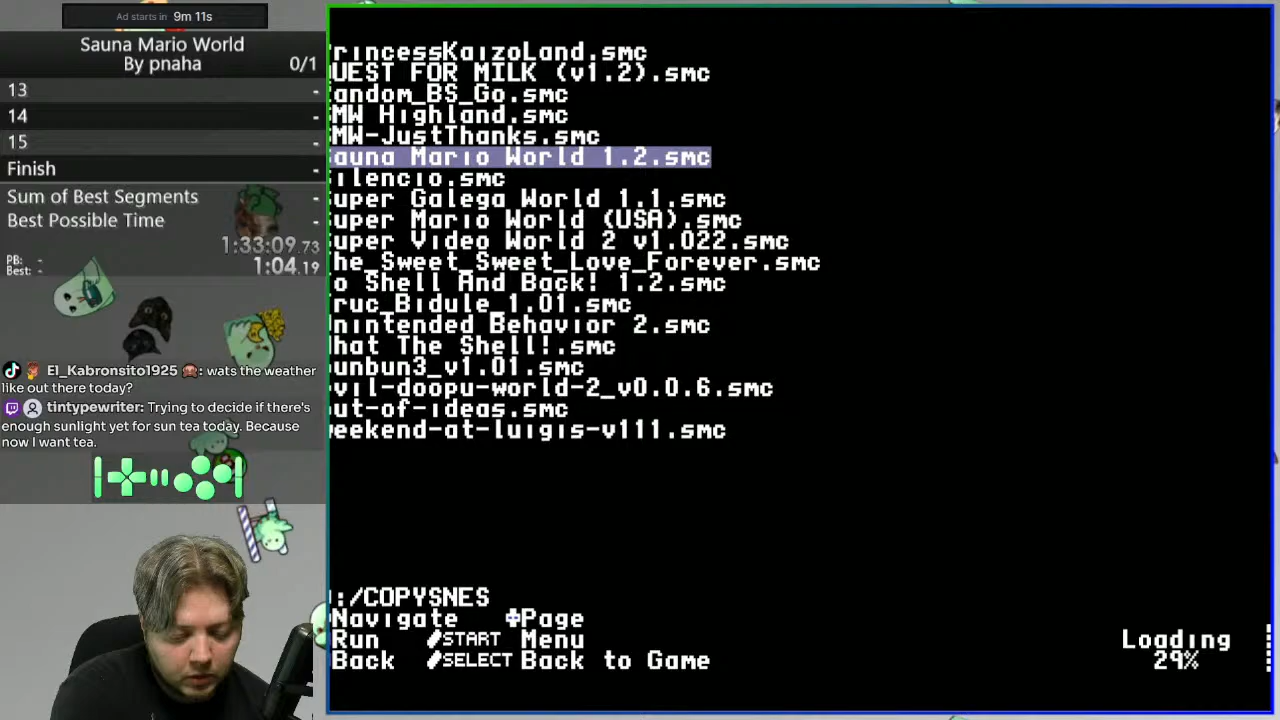 Ad starts in 9m 11s
Sauna Mario World
By pnaha
0/1
13 -
14 -
15 -
Finish -
Sum of Best Segments -
Best Possible Time -
1:33:09.73
PB: -
Best: -
1:04.19
El_Kabronsito1925 : wats the weather
like out there today?
tintypewriter: Trying to decide if there's
enough sunlight yet for sun tea today. Because
now I want tea.
rincessKaizoLand.smc
UEST FOR MILK (v1.2).smc
andom_BS_Go.smc
MW Highland.smc
MW-JustThanks.smc
auna Mario World 1.2.smc
ilencio.smc
uper Galega World 1.1.smc
uper Mario World (USA).smc
uper Video World 2 v1.022.smc
he_Sweet_Sweet_Love_Forever.smc
o Shell And Back! 1.2.smc
ruc_Bidule_1.01.smc
nintended Behavior 2.smc
hat The Shell!.smc
unbun3_v1.01.smc
vil-doopu-world-2_v0.0.6.smc
ut-of-ideas.smc
eekend-at-luigis-v111.smc
:/COPYSNES
Navigate Page
Run START Menu
Back SELECT Back to Game
Loading
29%